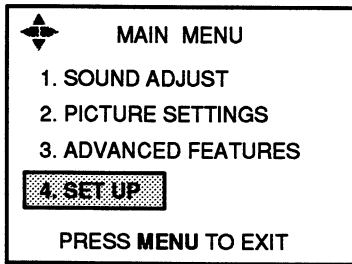 MAIN MENU
1. SOUND ADJUST
2. PICTURE SETTINGS
3. ADVANCED FEATURES
4. SET UP
PRESS MENU TO EXIT